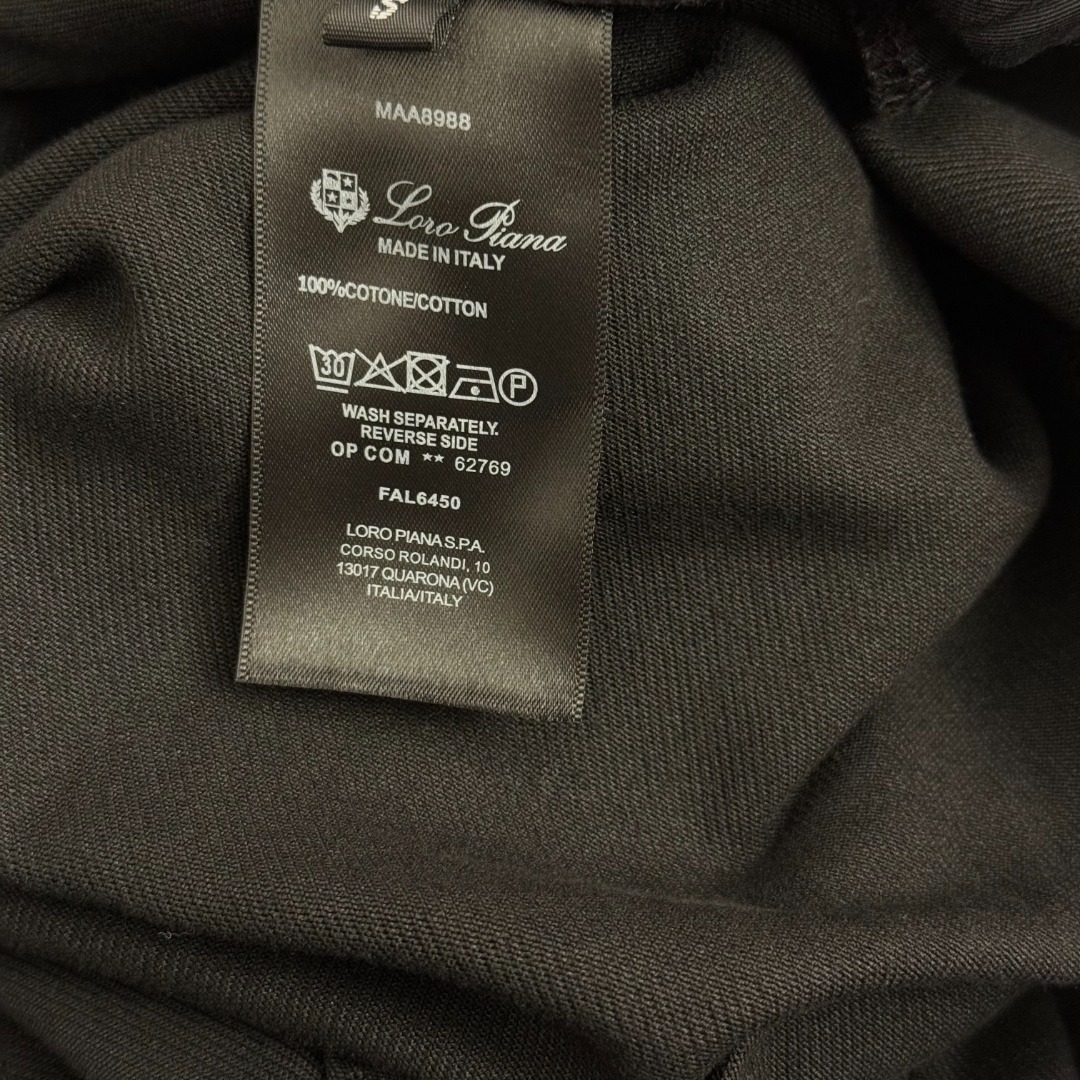 S
MAA8988
Loro Piana
MADE IN ITALY
100%COTONE/COTTON
30 P
WASH SEPARATELY.
REVERSE SIDE
OP COM ** 62769
FAL6450
LORO PIANA S.P.A.
CORSO ROLANDI, 10
13017 QUARONA (VC)
ITALIA/ITALY